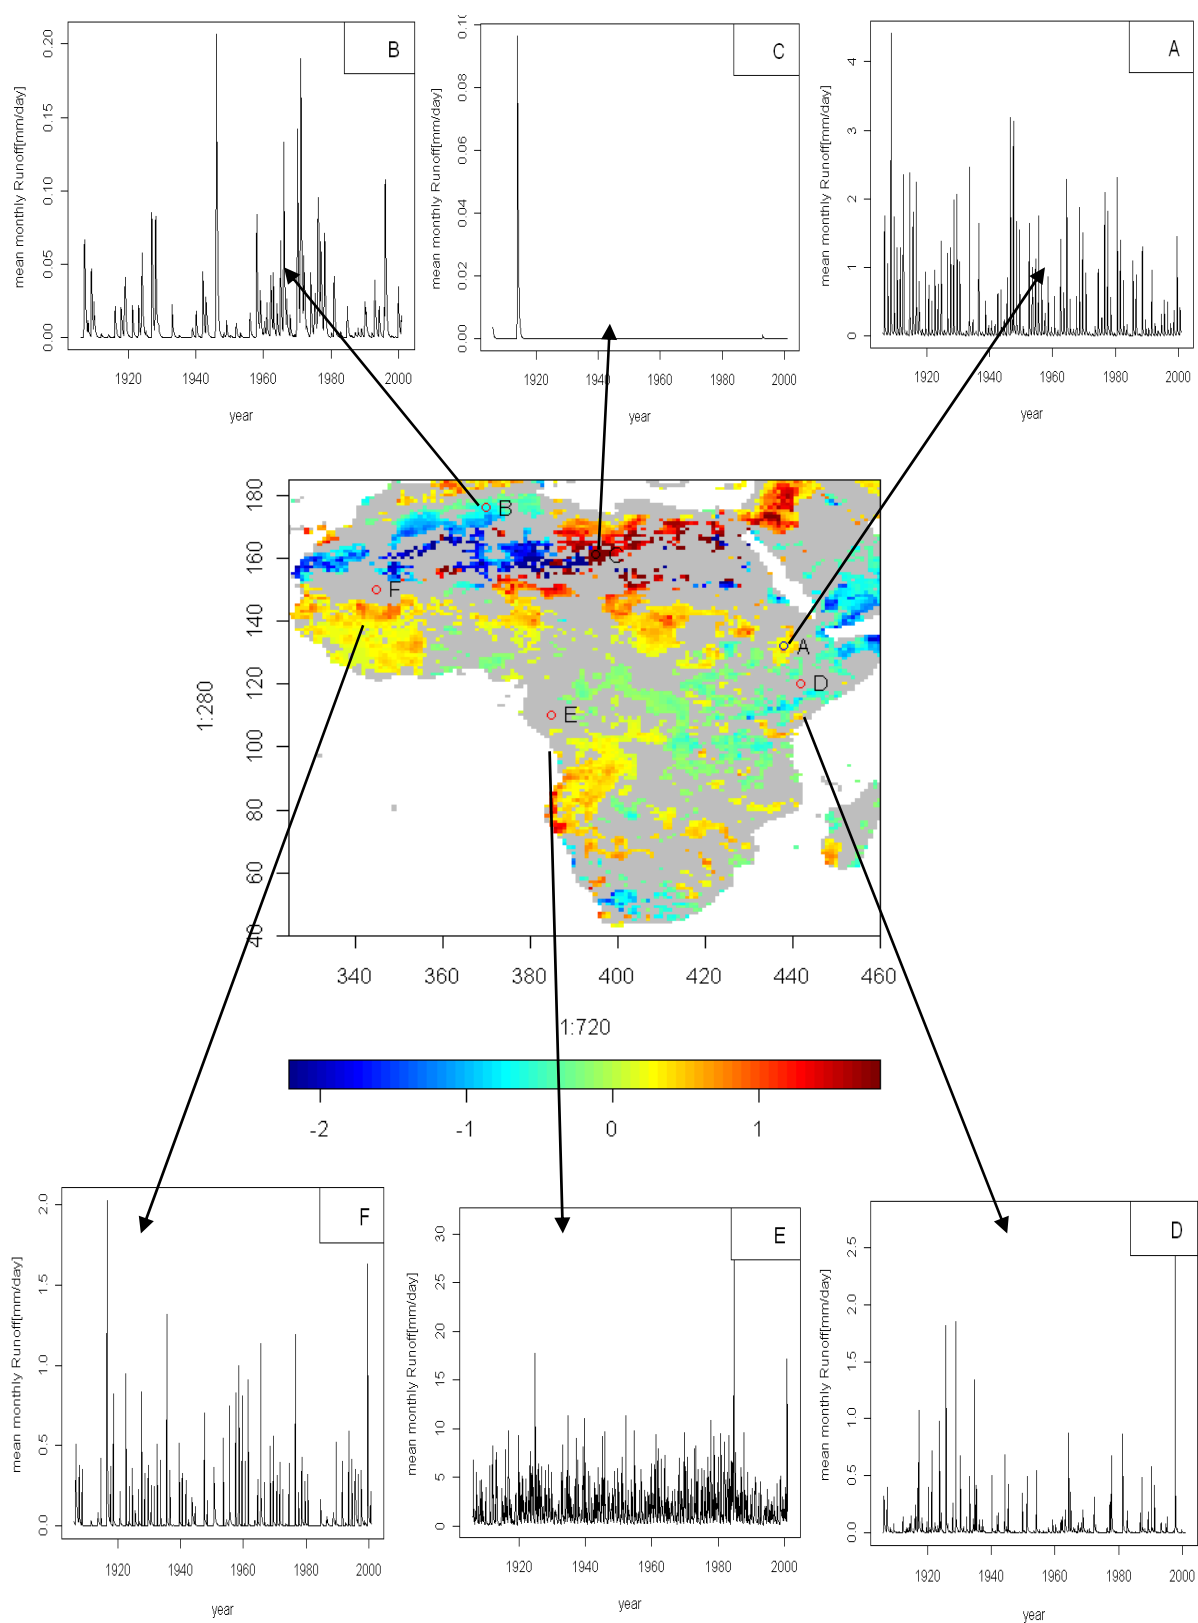 B
mean monthly Runoff[mm/day]
0.00 0.05 0.10 0.15 0.20
1920 1940 1960 1980 2000
year
C
mean monthly Runoff[mm/day]
0.00 0.02 0.04 0.06 0.08 0.10
1920 1940 1960 1980 2000
year
A
mean monthly Runoff[mm/day]
0 1 2 3 4
1920 1940 1960 1980 2000
year
1:280
40 60 80 100 120 140 160 180
B
C
F
A
D
E
340 360 380 400 420 440 460
1:720
-2 -1 0 1
F
mean monthly Runoff[mm/day]
0.0 0.5 1.0 1.5 2.0
1920 1940 1960 1980 2000
year
E
mean monthly Runoff[mm/day]
0 5 10 15 20 25 30
1920 1940 1960 1980 2000
year
D
mean monthly Runoff[mm/day]
0.0 0.5 1.0 1.5 2.0 2.5
1920 1940 1960 1980 2000
year